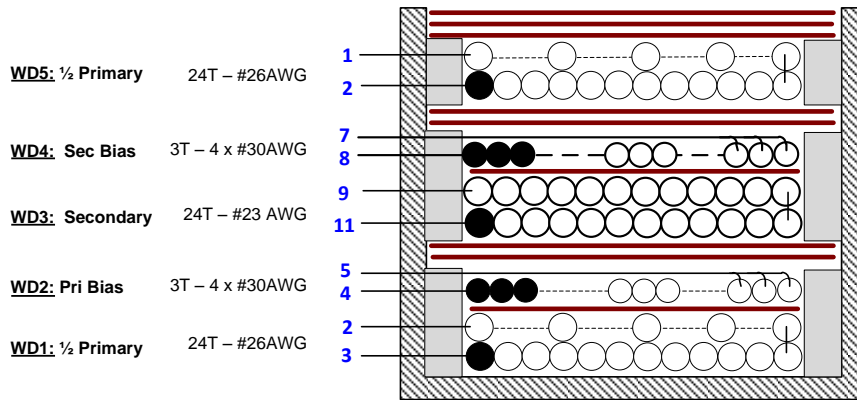 1
WD5: ½ Primary 24T – #26AWG
2
7
WD4: Sec Bias 3T – 4 x #30AWG
8
9
WD3: Secondary 24T – #23 AWG
11
5
WD2: Pri Bias 3T – 4 x #30AWG
4
2
WD1: ½ Primary 24T – #26AWG
3